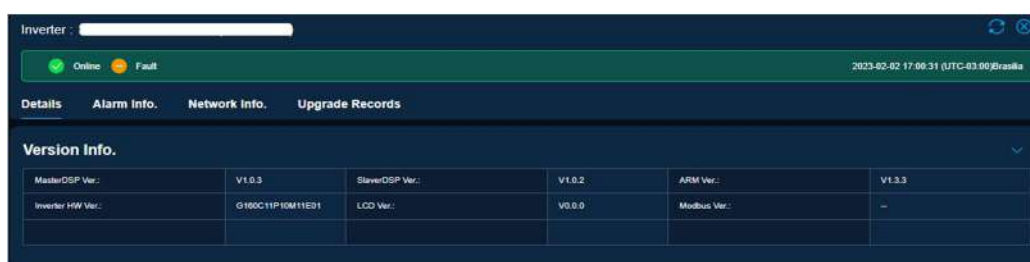 Inverter :
Online Fault 2023-02-02 17:00:31 (UTC-03:00)Brasilia
Details Alarm Info. Network Info. Upgrade Records
Version Info.
MasterDSP Ver.: V1.0.3 SlaverDSP Ver.: V1.0.2 ARM Ver.: V1.3.3
Inverter HW Ver.: G160C11P10M11E01 LCD Ver.: V0.0.0 Modbus Ver.: --